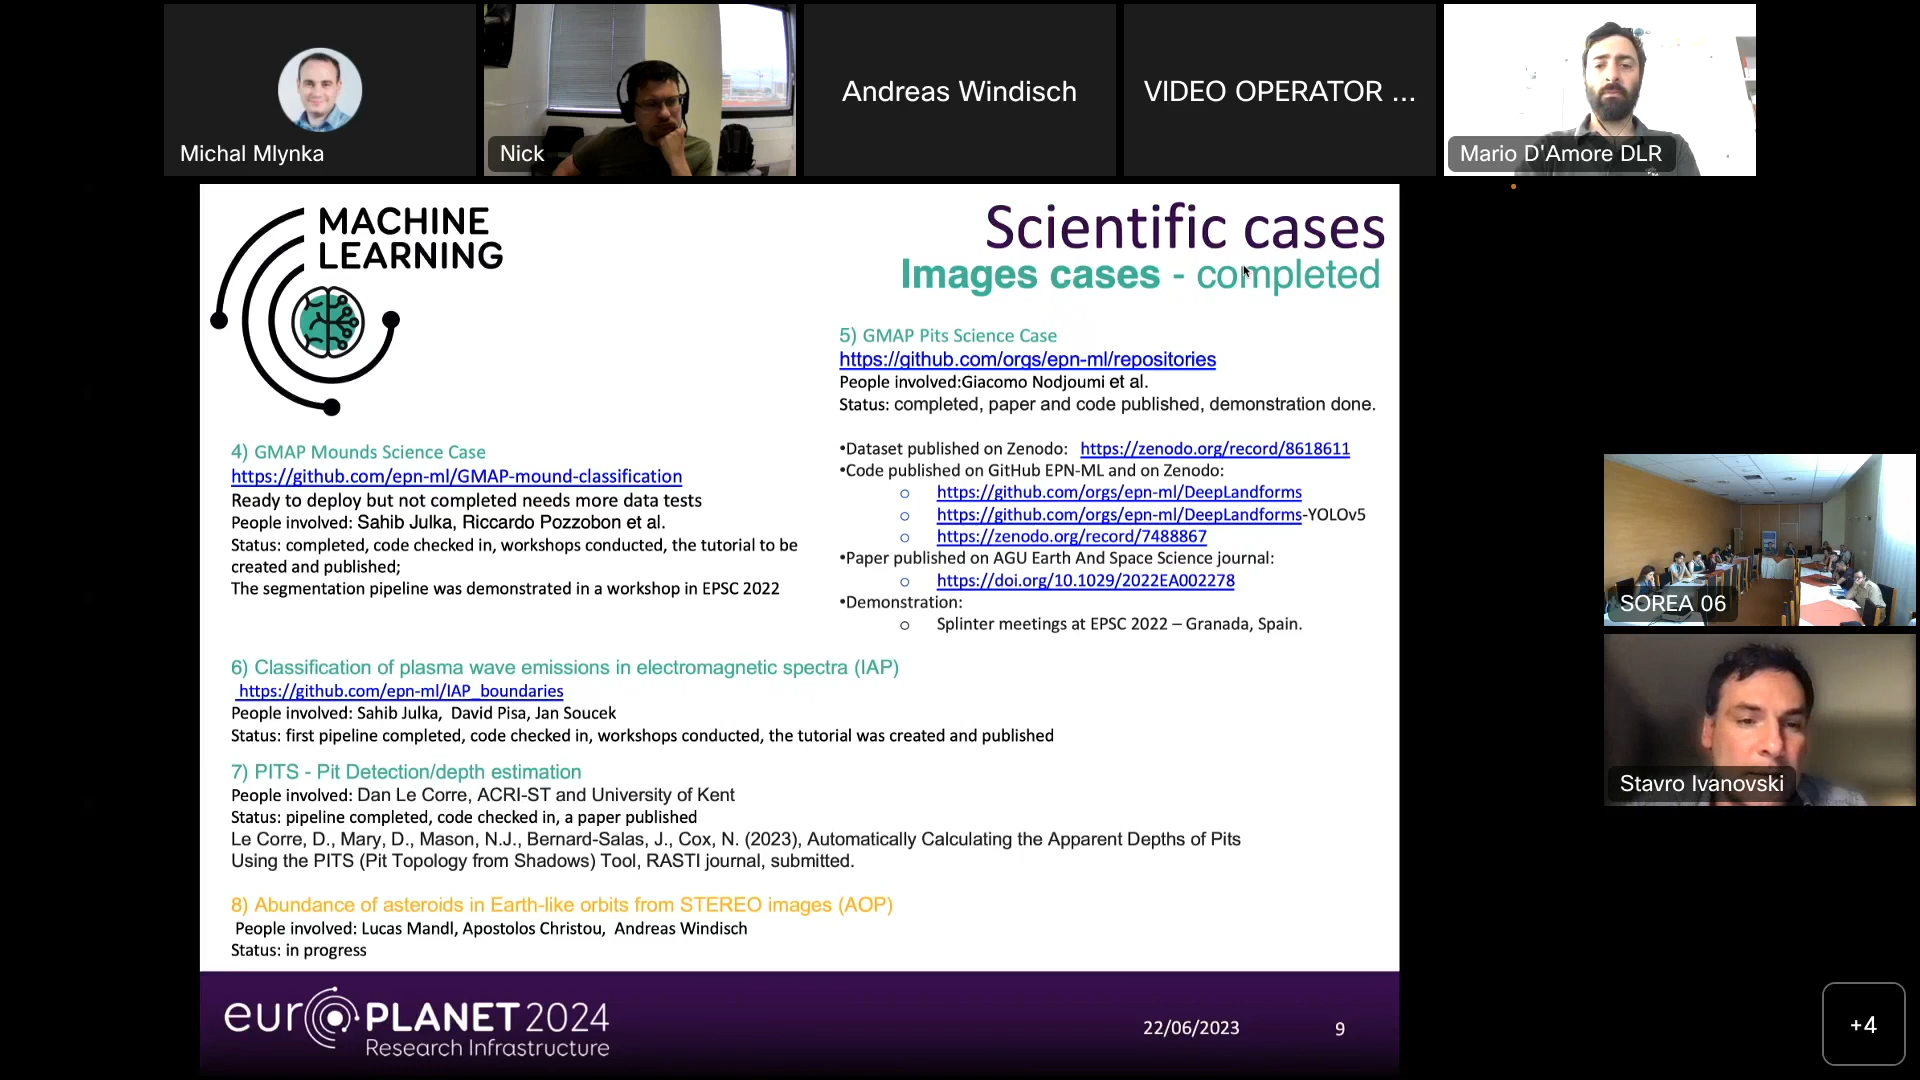 Michal Mlynka
Nick
Andreas Windisch
VIDEO OPERATOR ...
Mario D'Amore DLR
MACHINE
LEARNING
Scientific cases
Images cases - completed
4) GMAP Mounds Science Case
https://github.com/epn-ml/GMAP-mound-classification
Ready to deploy but not completed needs more data tests
People involved: Sahib Julka, Riccardo Pozzobon et al.
Status: completed, code checked in, workshops conducted, the tutorial to be
created and published;
The segmentation pipeline was demonstrated in a workshop in EPSC 2022
5) GMAP Pits Science Case
https://github.com/orgs/epn-ml/repositories
People involved:Giacomo Nodjoumi et al.
Status: completed, paper and code published, demonstration done.
•Dataset published on Zenodo: https://zenodo.org/record/8618611
•Code published on GitHub EPN-ML and on Zenodo:
o https://github.com/orgs/epn-ml/DeepLandforms
o https://github.com/orgs/epn-ml/DeepLandforms-YOLOv5
o https://zenodo.org/record/7488867
•Paper published on AGU Earth And Space Science journal:
o https://doi.org/10.1029/2022EA002278
•Demonstration:
o Splinter meetings at EPSC 2022 – Granada, Spain.
6) Classification of plasma wave emissions in electromagnetic spectra (IAP)
https://github.com/epn-ml/IAP_boundaries
People involved: Sahib Julka, David Pisa, Jan Soucek
Status: first pipeline completed, code checked in, workshops conducted, the tutorial was created and published
7) PITS - Pit Detection/depth estimation
People involved: Dan Le Corre, ACRI-ST and University of Kent
Status: pipeline completed, code checked in, a paper published
Le Corre, D., Mary, D., Mason, N.J., Bernard-Salas, J., Cox, N. (2023), Automatically Calculating the Apparent Depths of Pits
Using the PITS (Pit Topology from Shadows) Tool, RASTI journal, submitted.
8) Abundance of asteroids in Earth-like orbits from STEREO images (AOP)
People involved: Lucas Mandl, Apostolos Christou, Andreas Windisch
Status: in progress
europlanet 2024
Research Infrastructure
22/06/2023
9
SOREA 06
Stavro Ivanovski
+4